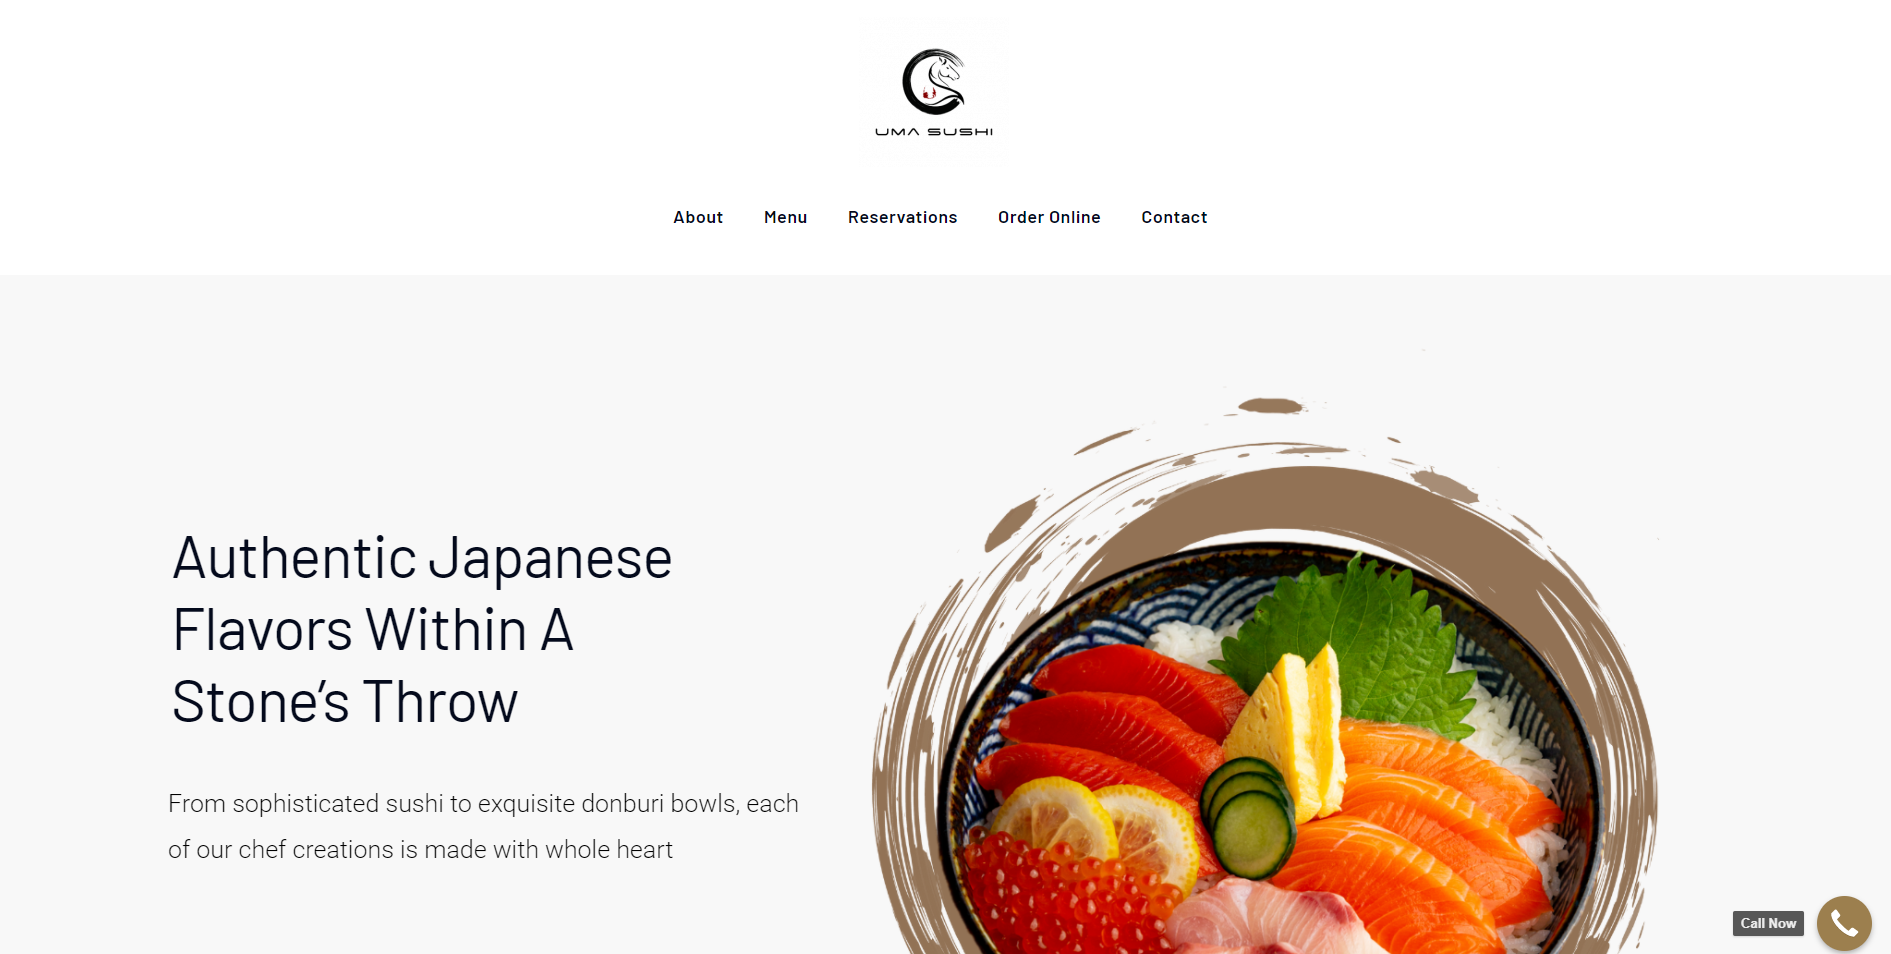 UMA SUSHI
About
Menu
Reservations
Order Online
Contact
Authentic Japanese
Flavors Within A
Stone’s Throw
From sophisticated sushi to exquisite donburi bowls, each
of our chef creations is made with whole heart
Call Now